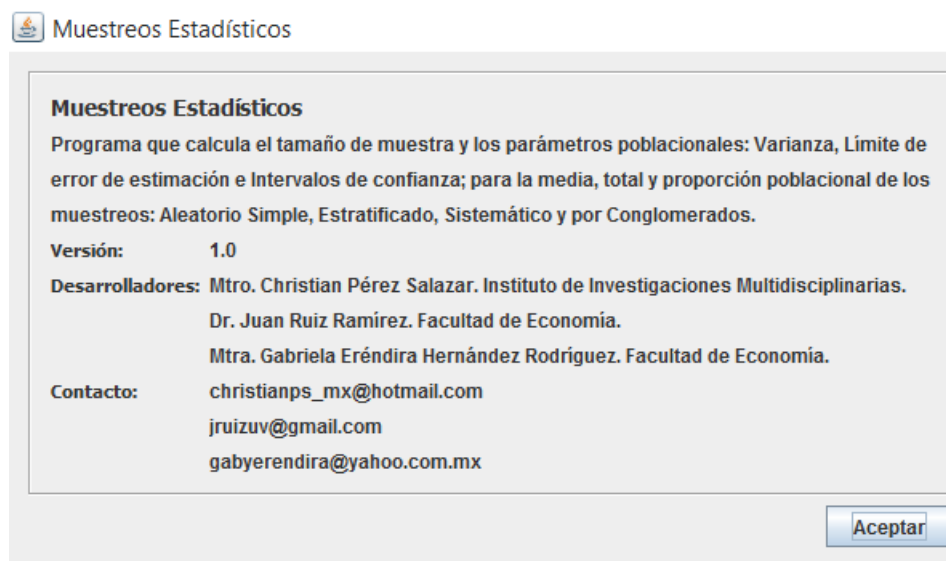 Muestreos Estadísticos
Muestreos Estadísticos
Programa que calcula el tamaño de muestra y los parámetros poblacionales: Varianza, Límite de
error de estimación e Intervalos de confianza; para la media, total y proporción poblacional de los
muestreos: Aleatorio Simple, Estratificado, Sistemático y por Conglomerados.
Versión: 1.0
Desarrolladores: Mtro. Christian Pérez Salazar. Instituto de Investigaciones Multidisciplinarias.
Dr. Juan Ruiz Ramírez. Facultad de Economía.
Mtra. Gabriela Eréndira Hernández Rodríguez. Facultad de Economía.
Contacto: christianps_mx@hotmail.com
jruizuv@gmail.com
gabyerendira@yahoo.com.mx
Aceptar